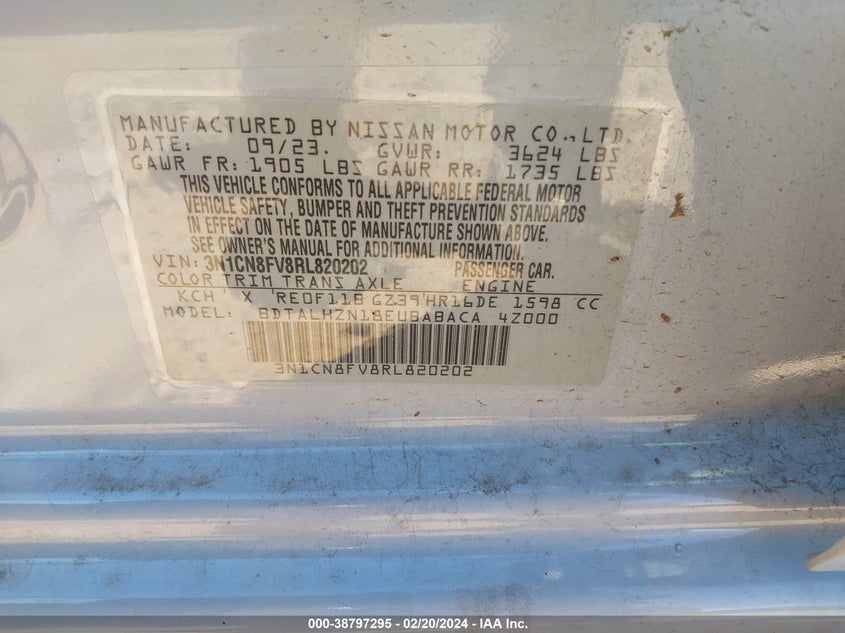 MANUFACTURED BY NISSAN MOTOR CO., LTD.
DATE: 09/23. GVWR: 3624 LBS
GAWR FR: 1905 LBS GAWR RR: 1735 LBS
THIS VEHICLE CONFORMS TO ALL APPLICABLE FEDERAL MOTOR
VEHICLE SAFETY, BUMPER AND THEFT PREVENTION STANDARDS
IN EFFECT ON THE DATE OF MANUFACTURE SHOWN ABOVE.
SEE OWNER'S MANUAL FOR ADDITIONAL INFORMATION.
VIN: 3N1CN8FV8RL820202 PASSENGER CAR.
COLOR TRIM TRANS AXLE ENGINE
KCH X RE0F11B GZ39 HR16DE 1598 CC
MODEL: BDTALHZN18EUBABACA 4Z000
3N1CN8FV8RL820202
000-38797295 - 02/20/2024 - IAA Inc.